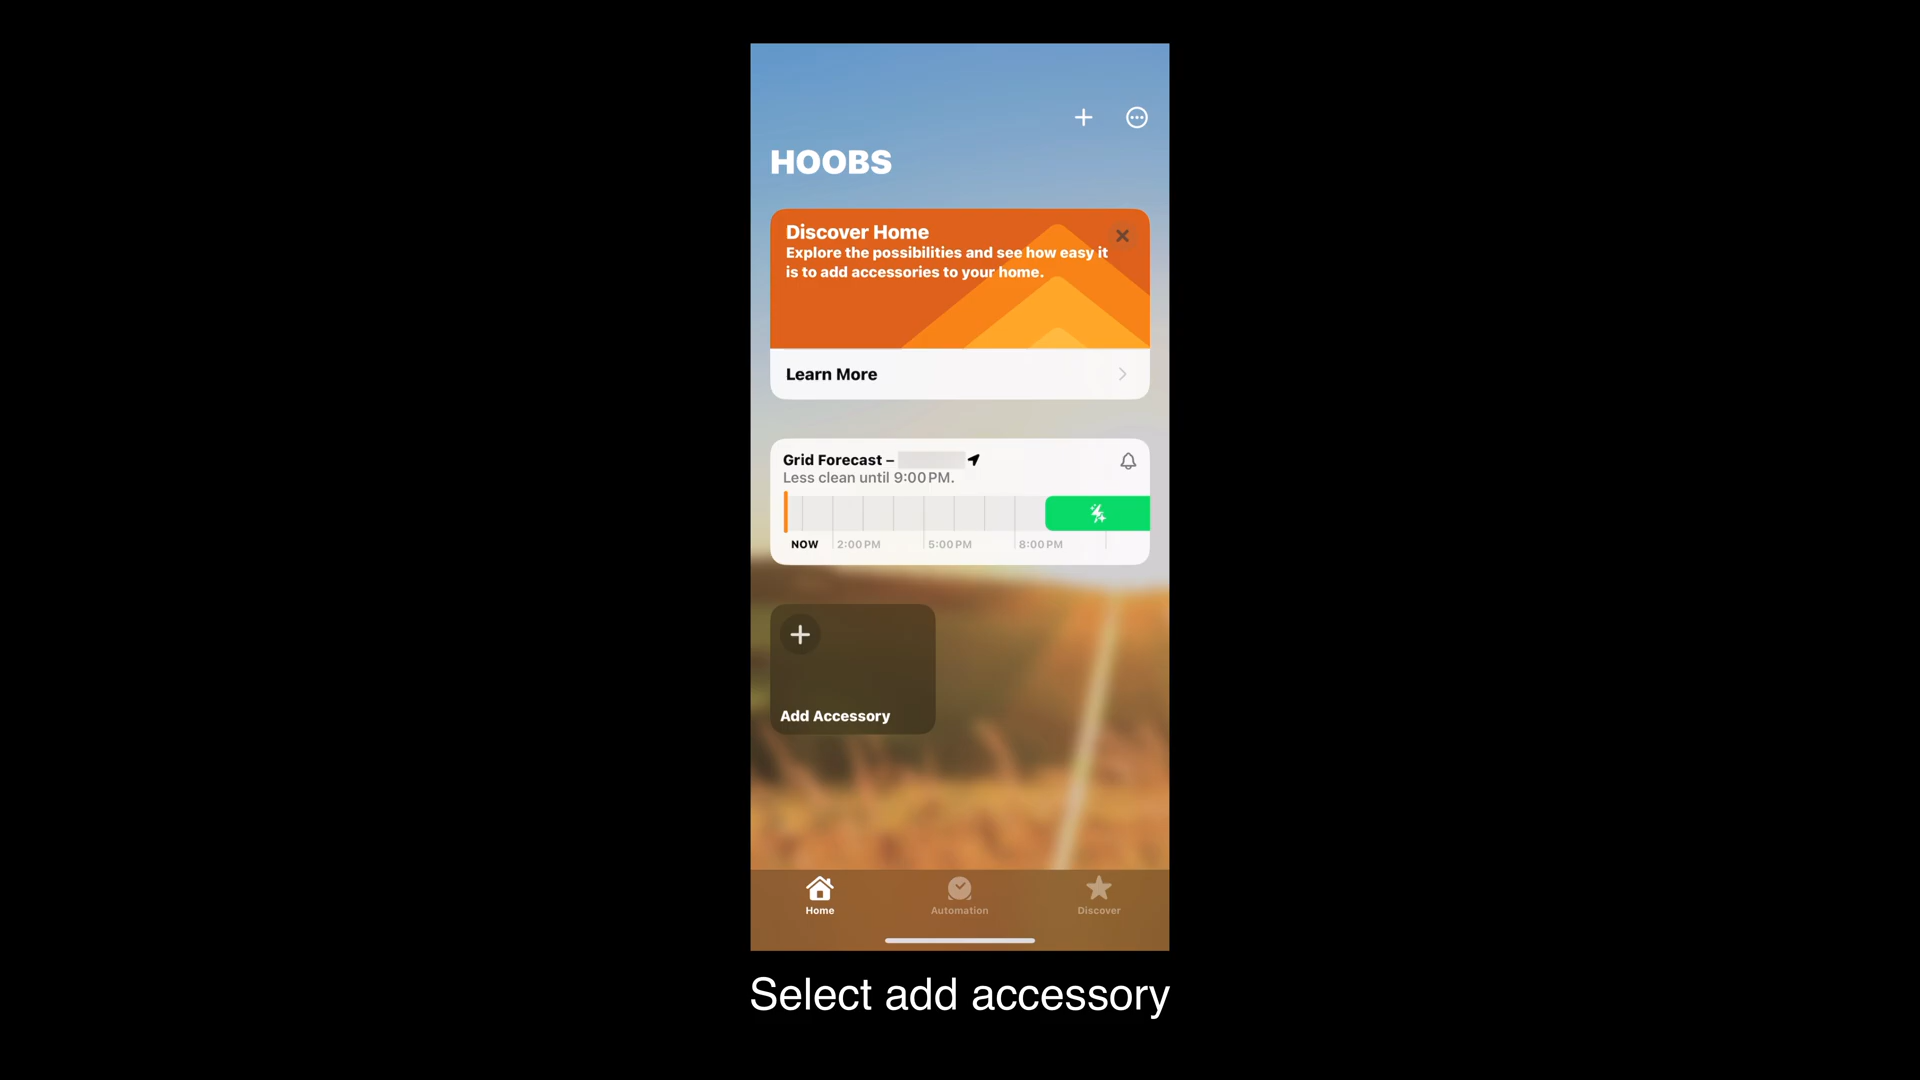 HOOBS
Discover Home
Explore the possibilities and see how easy it
is to add accessories to your home.
Learn More
Grid Forecast –
Less clean until 9:00 PM.
NOW
2:00 PM
5:00 PM
8:00 PM
Add Accessory
Home
Automation
Discover
Select add accessory